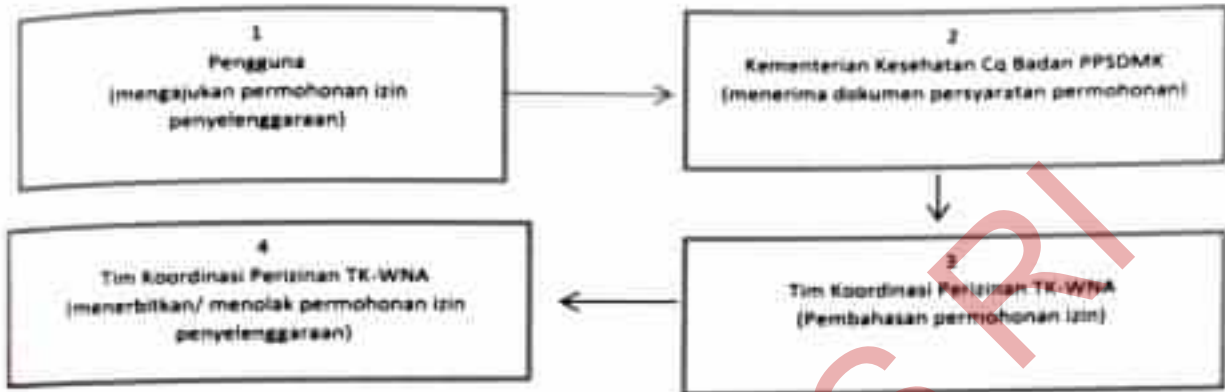 1
Pengguna
(mengajukan permohonan izin
penyelenggaraan)
2
Kementerian Kesehatan Cq Badan PPSDMK
(menerima dokumen persyaratan permohonan)
3
Tim Koordinasi Perizinan TK-WNA
(Pembahasan permohonan izin)
4
Tim Koordinasi Perizinan TK-WNA
(menerbitkan/ menolak permohonan izin
penyelenggaraan)
RI